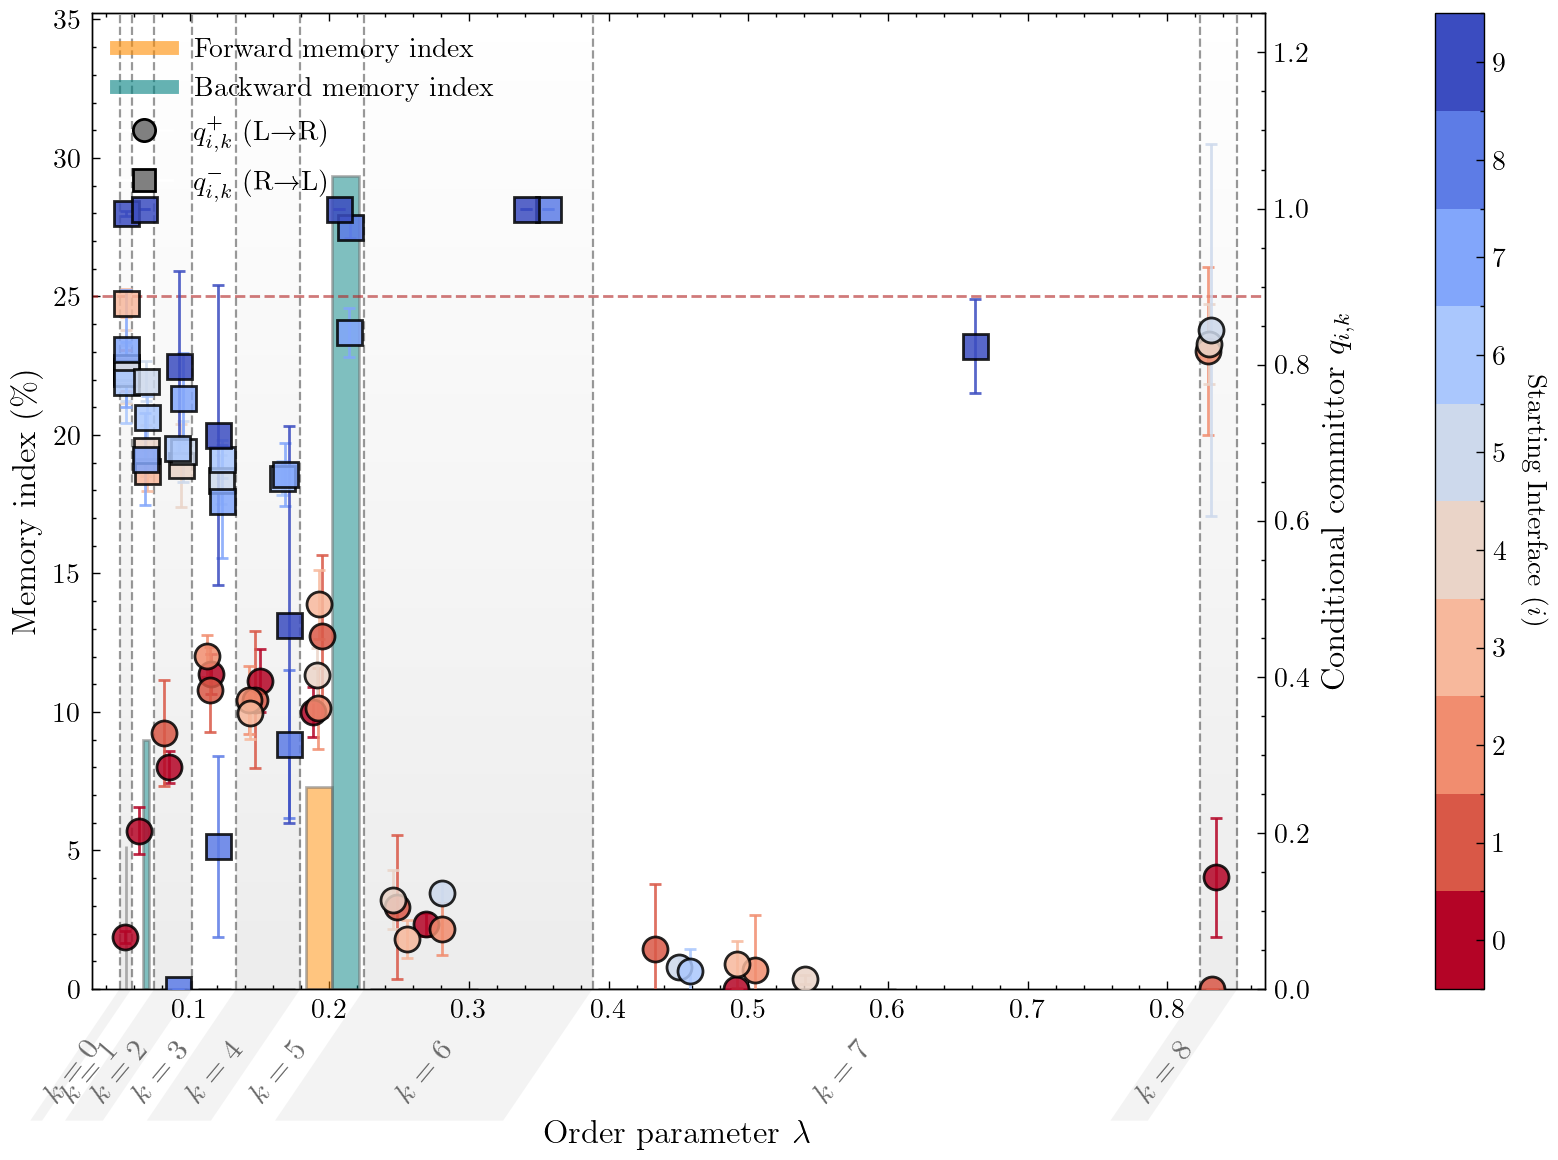 Forward memory index
Backward memory index
q⁺ᵢ,ₖ (L→R)
q⁻ᵢ,ₖ (R→L)
Memory index (%)
35
30
25
20
15
10
5
0
1.2
1.0
0.8
0.6
0.4
0.2
0.0
Conditional committor qᵢ,ₖ
0.1 0.2 0.3 0.4 0.5 0.6 0.7 0.8
k = 0
k = 1
k = 2
k = 3
k = 4
k = 5
k = 6
k = 7
k = 8
Order parameter λ
9
8
7
6
5
4
3
2
1
0
Starting Interface (i)